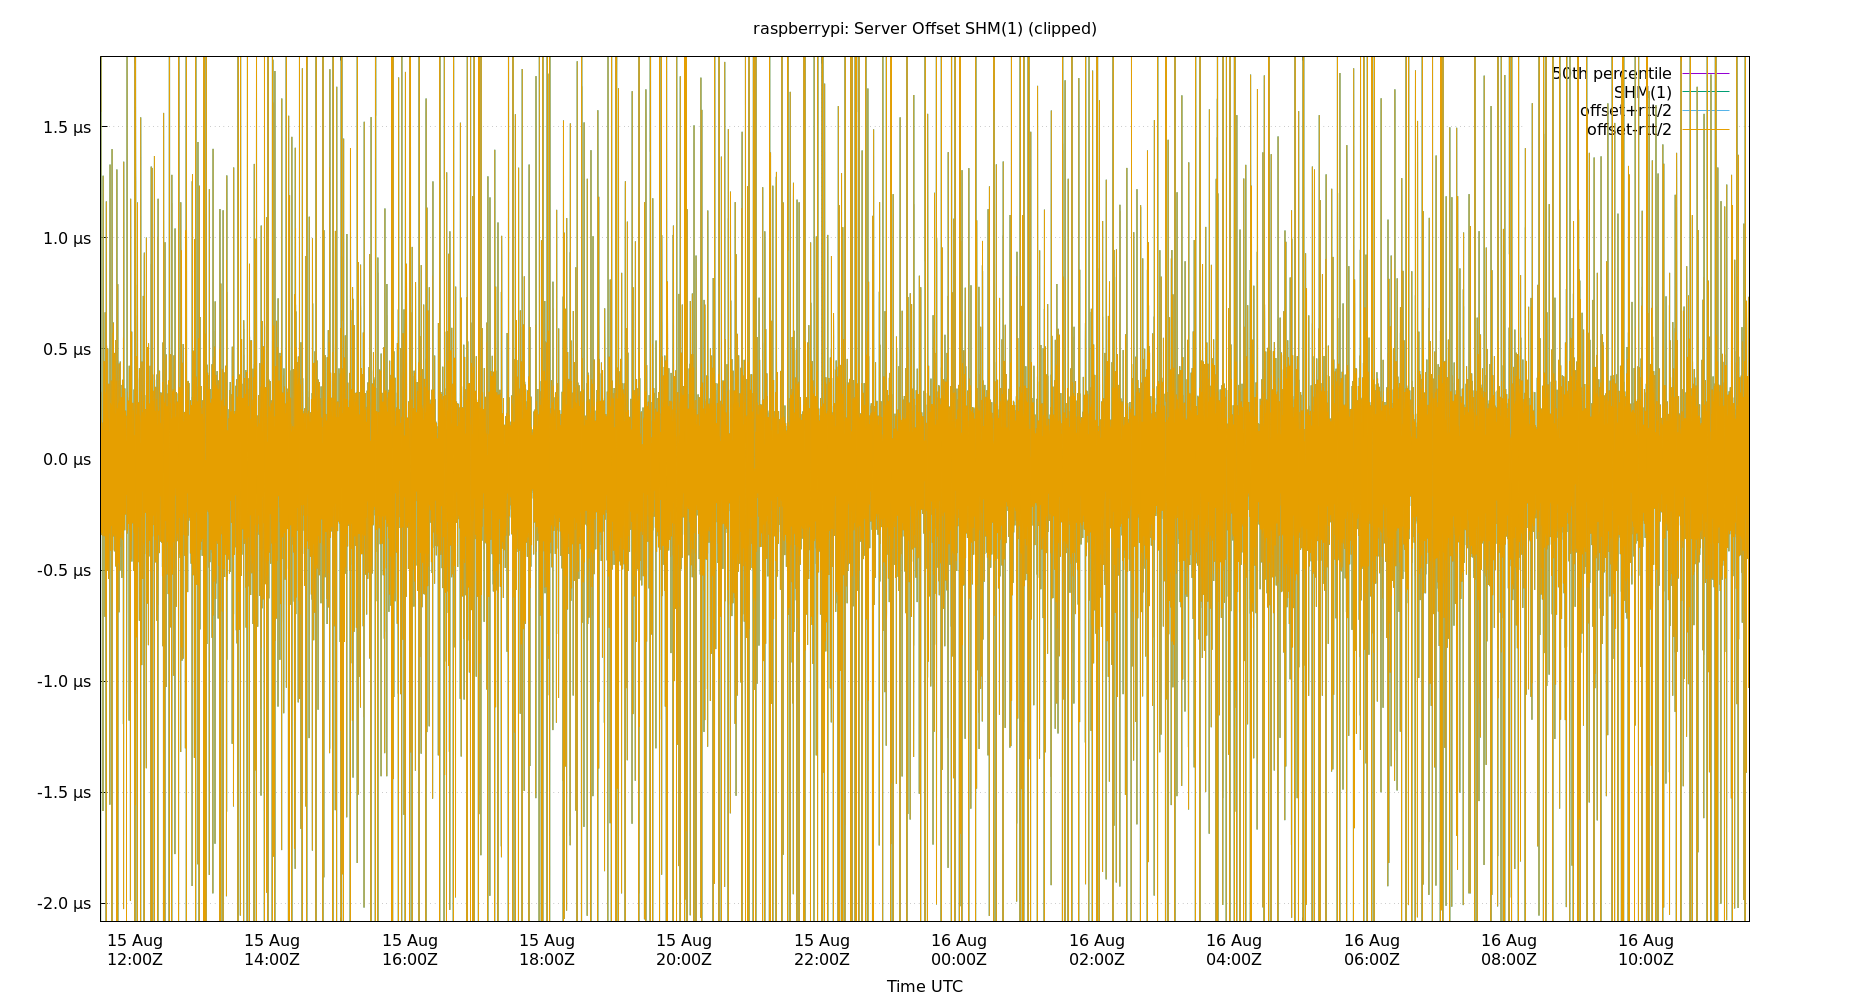 raspberrypi: Server Offset SHM(1) (clipped)
50th percentile
SHM(1)
offset+rtt/2
offset-rtt/2
1.5 µs
1.0 µs
0.5 µs
0.0 µs
-0.5 µs
-1.0 µs
-1.5 µs
-2.0 µs
15 Aug 15 Aug 15 Aug 15 Aug 15 Aug 15 Aug 16 Aug 16 Aug 16 Aug 16 Aug 16 Aug 16 Aug
12:00Z 14:00Z 16:00Z 18:00Z 20:00Z 22:00Z 00:00Z 02:00Z 04:00Z 06:00Z 08:00Z 10:00Z
Time UTC